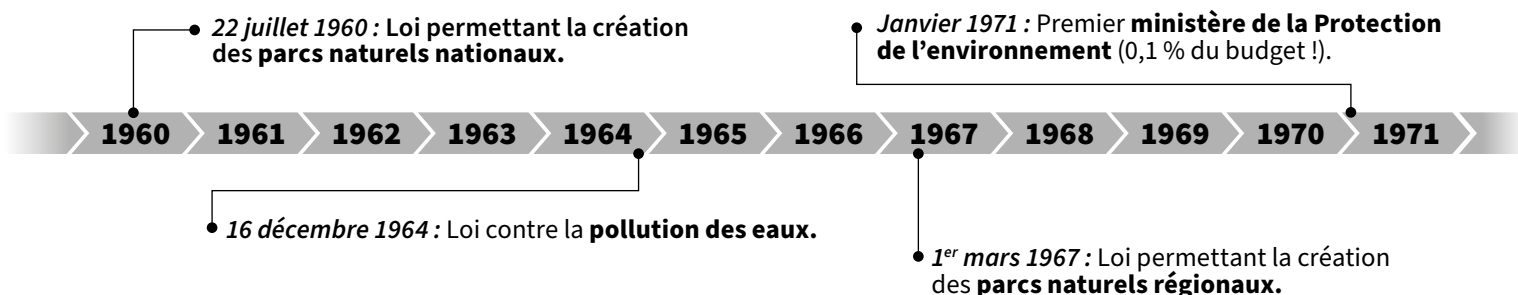 22 juillet 1960 : Loi permettant la création
des parcs naturels nationaux.
Janvier 1971 : Premier ministère de la Protection
de l’environnement (0,1 % du budget !).
1960 1961 1962 1963 1964 1965 1966 1967 1968 1969 1970 1971
16 décembre 1964 : Loi contre la pollution des eaux.
1er mars 1967 : Loi permettant la création
des parcs naturels régionaux.